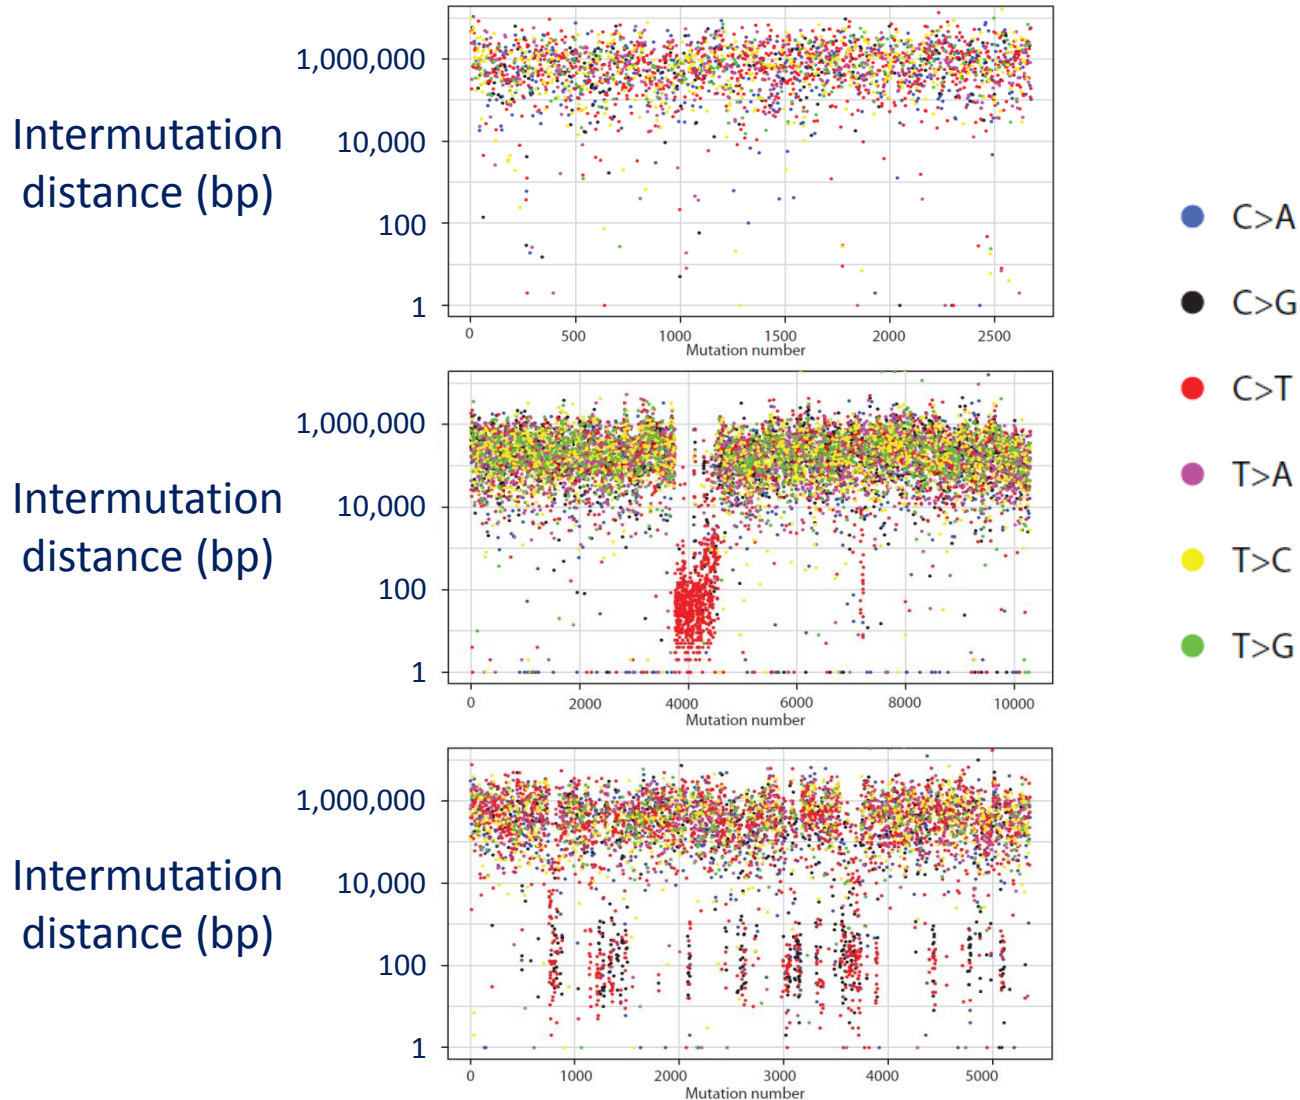 Intermutation
distance (bp)
1,000,000
10,000
100
1
0 500 1000 1500 2000 2500
Mutation number
Intermutation
distance (bp)
1,000,000
10,000
100
1
0 2000 4000 6000 8000 10000
Mutation number
Intermutation
distance (bp)
1,000,000
10,000
100
1
0 1000 2000 3000 4000 5000
Mutation number
C>A
C>G
C>T
T>A
T>C
T>G